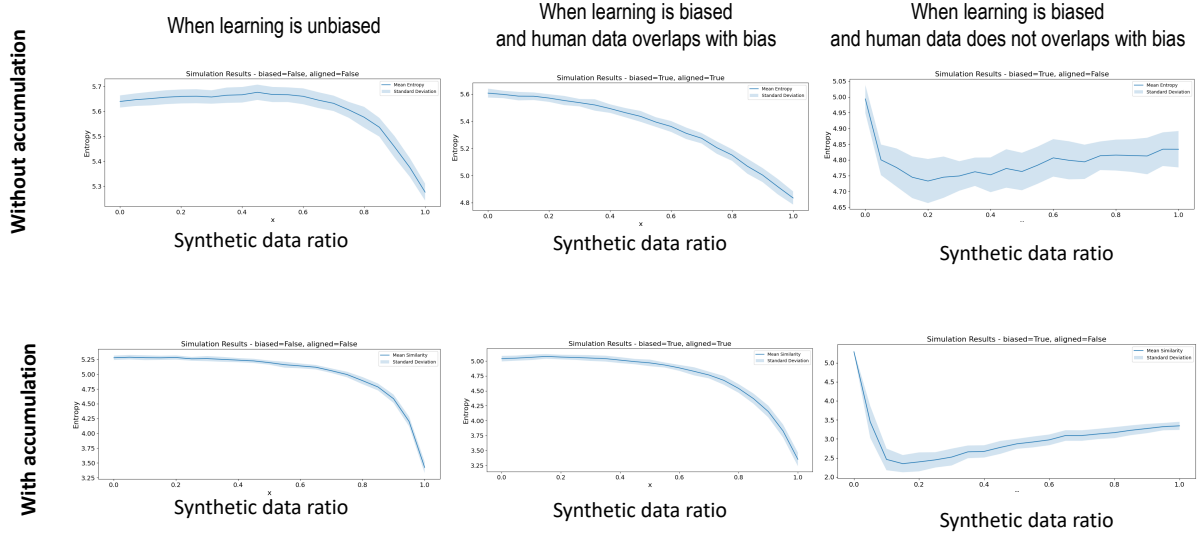 When learning is unbiased
When learning is biased
and human data overlaps with bias
When learning is biased
and human data does not overlaps with bias
Without accumulation
Simulation Results - biased=False, aligned=False
Mean Entropy
Standard Deviation
Entropy
5.7
5.6
5.5
5.4
5.3
0.0 0.2 0.4 0.6 0.8 1.0
x
Synthetic data ratio
Simulation Results - biased=True, aligned=True
Mean Entropy
Standard Deviation
Entropy
5.6
5.4
5.2
5.0
4.8
0.0 0.2 0.4 0.6 0.8 1.0
x
Synthetic data ratio
Simulation Results - biased=True, aligned=False
Mean Entropy
Standard Deviation
Entropy
5.05
5.00
4.95
4.90
4.85
4.80
4.75
4.70
4.65
0.0 0.2 0.4 0.6 0.8 1.0
Synthetic data ratio
With accumulation
Simulation Results - biased=False, aligned=False
Mean Similarity
Standard Deviation
Entropy
5.25
5.00
4.75
4.50
4.25
4.00
3.75
3.50
3.25
0.0 0.2 0.4 0.6 0.8 1.0
x
Synthetic data ratio
Simulation Results - biased=True, aligned=True
Mean Similarity
Standard Deviation
Entropy
5.25
5.00
4.75
4.50
4.25
4.00
3.75
3.50
3.25
0.0 0.2 0.4 0.6 0.8 1.0
x
Synthetic data ratio
Simulation Results - biased=True, aligned=False
Mean Similarity
Standard Deviation
Entropy
5.0
4.5
4.0
3.5
3.0
2.5
2.0
0.0 0.2 0.4 0.6 0.8 1.0
Synthetic data ratio